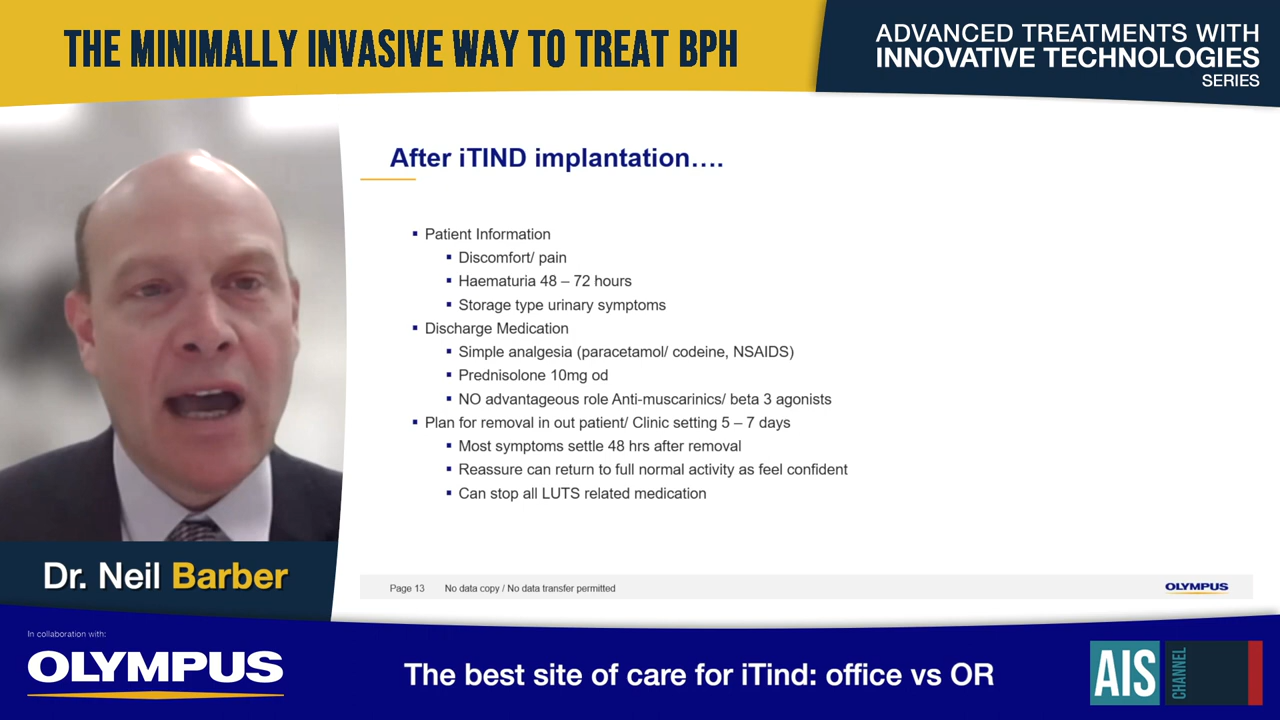 THE MINIMALLY INVASIVE WAY TO TREAT BPH
ADVANCED TREATMENTS WITH
INNOVATIVE TECHNOLOGIES
SERIES
After iTIND implantation….
▪ Patient Information
▪ Discomfort/ pain
▪ Haematuria 48 – 72 hours
▪ Storage type urinary symptoms
▪ Discharge Medication
▪ Simple analgesia (paracetamol/ codeine, NSAIDS)
▪ Prednisolone 10mg od
▪ NO advantageous role Anti-muscarinics/ beta 3 agonists
▪ Plan for removal in out patient/ Clinic setting 5 – 7 days
▪ Most symptoms settle 48 hrs after removal
▪ Reassure can return to full normal activity as feel confident
▪ Can stop all LUTS related medication
Dr. Neil Barber
Page 13 No data copy / No data transfer permitted
OLYMPUS
In collaboration with:
OLYMPUS
The best site of care for iTind: office vs OR
AIS
CHANNEL